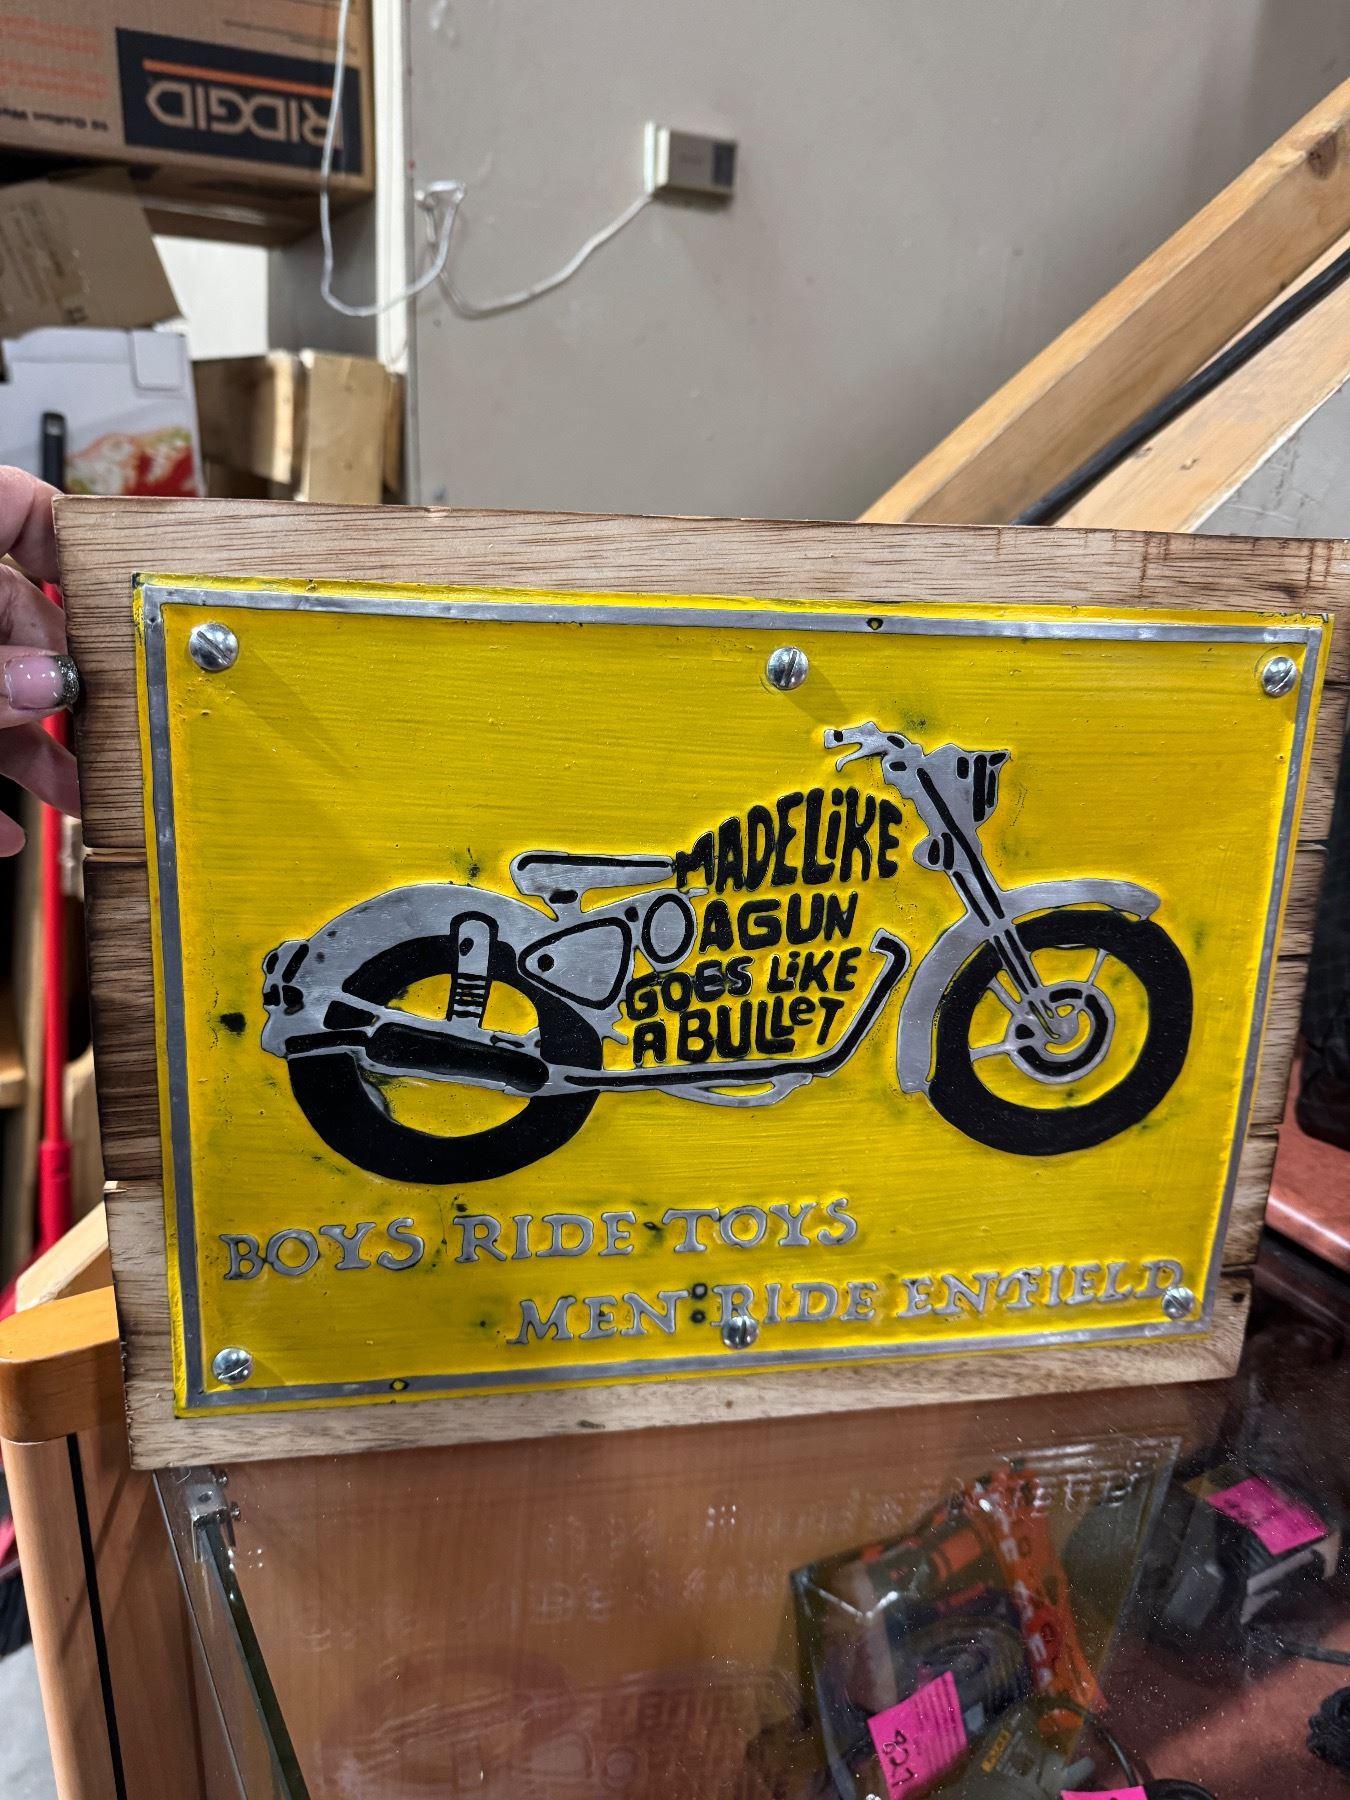 RIDGID
MADE LiKE
A GUN
GOES LiKE
A BULLeT
BOYS RIDE TOYS
MEN RIDE ENFIELD